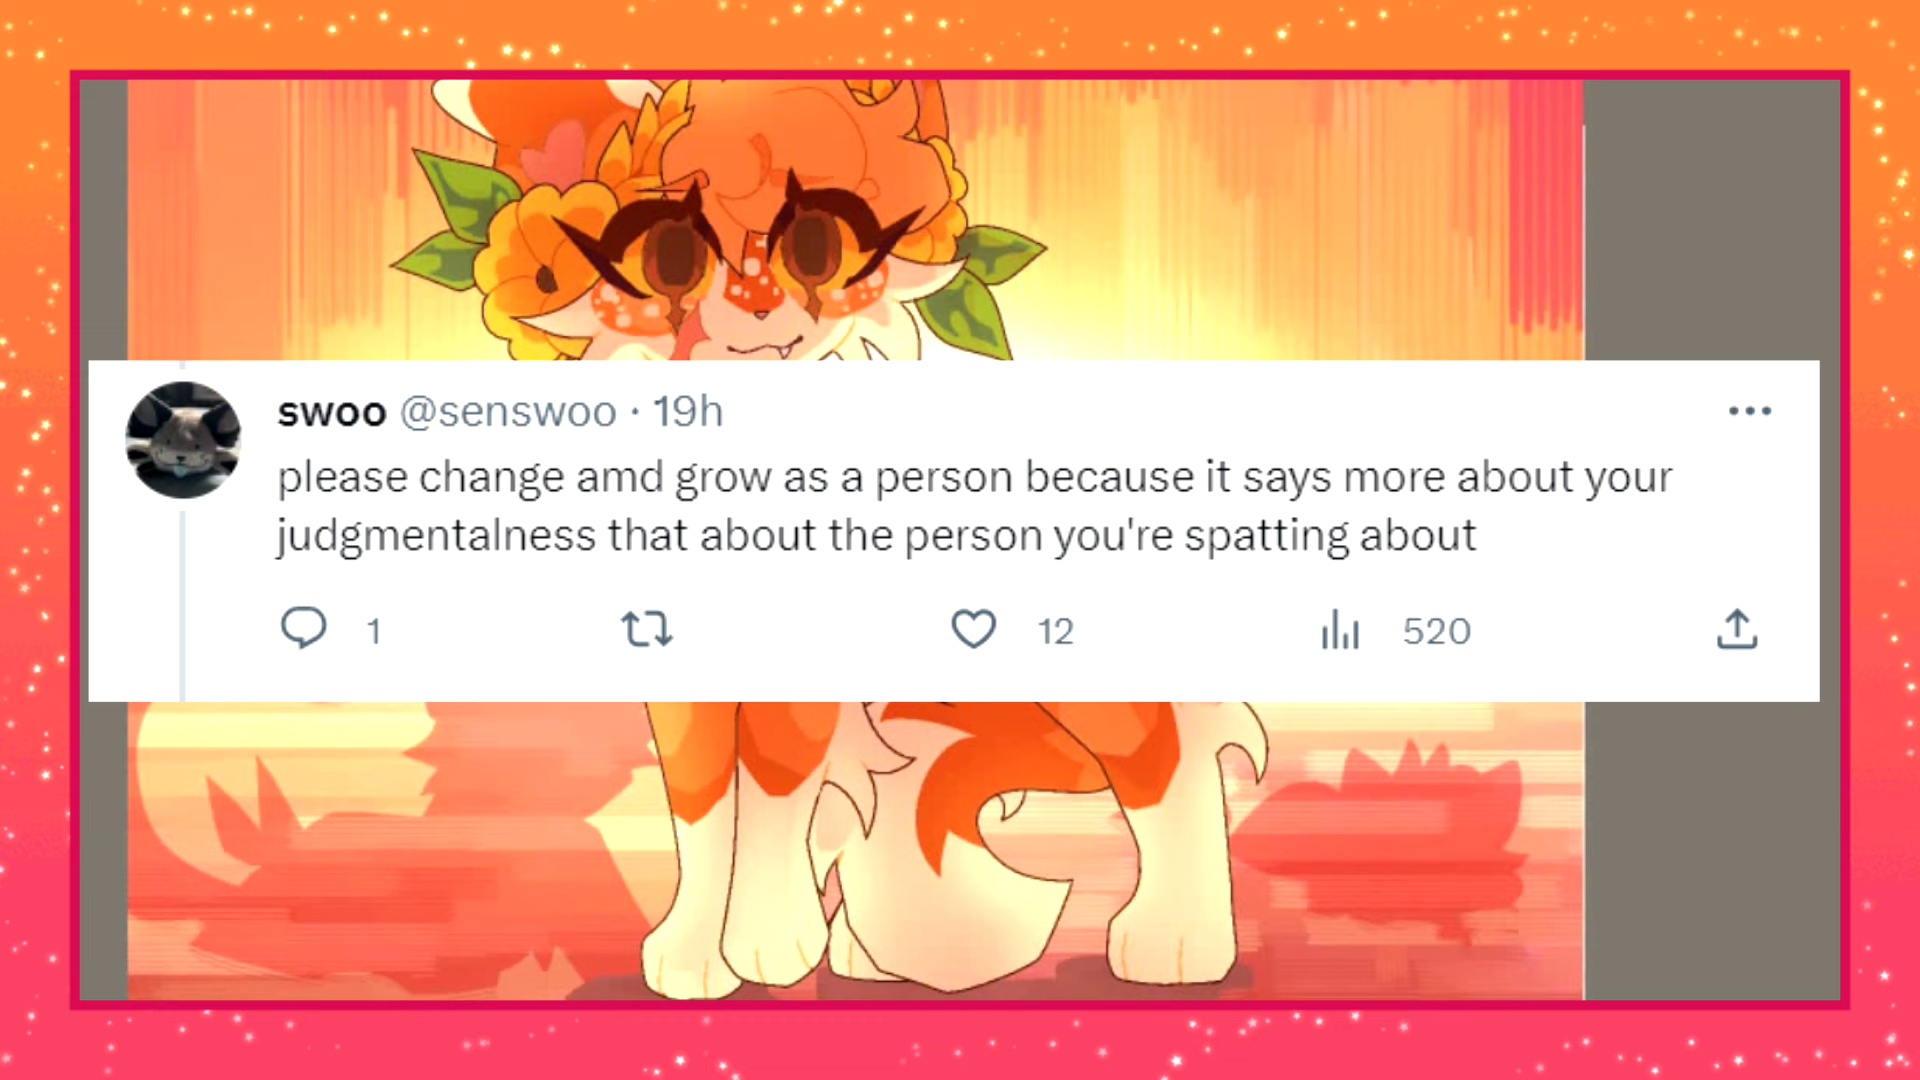 swoo @senswoo · 19h
please change amd grow as a person because it says more about your
judgmentalness that about the person you're spatting about
1 12 520